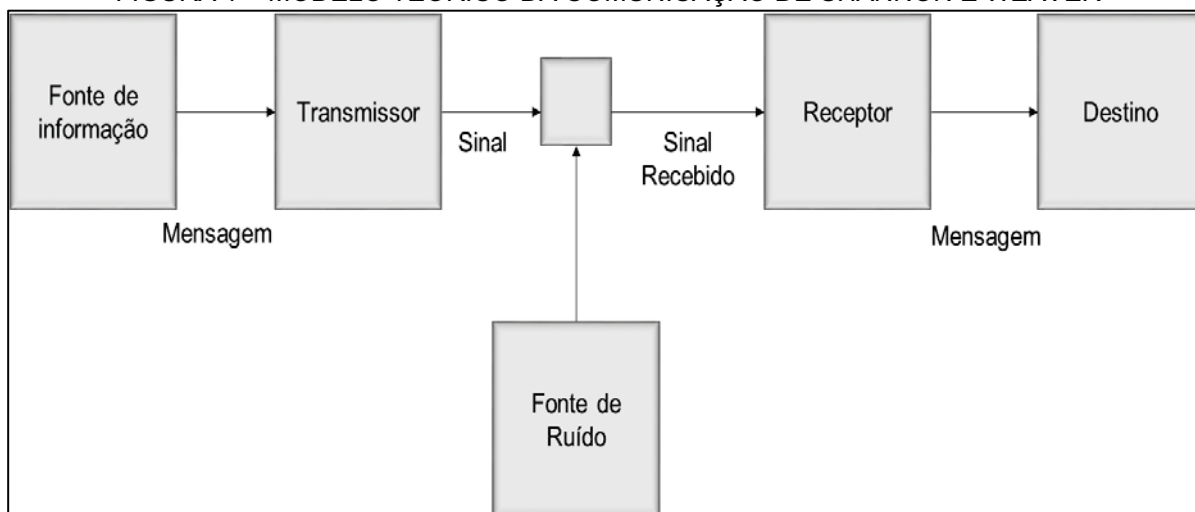 Fonte de
informação
Transmissor
Sinal
Sinal
Recebido
Receptor
Destino
Mensagem
Mensagem
Fonte de
Ruído